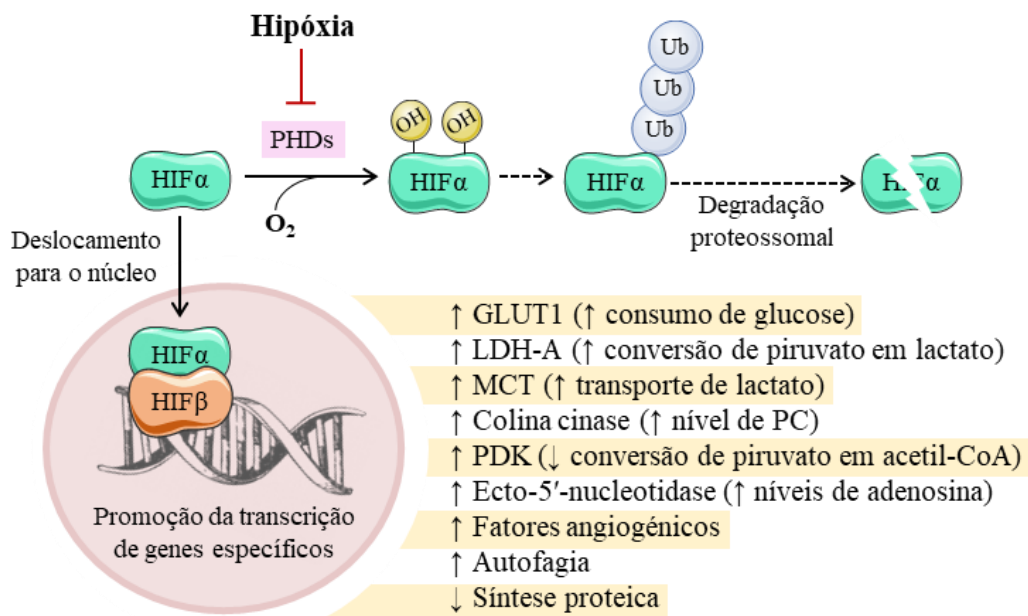 Hipóxia
PHDs
HIFα
O₂
OH
OH
HIFα
Ub
Ub
Ub
HIFα
Degradação
proteossomal
HIFα
Deslocamento
para o núcleo
HIFα
HIFβ
Promoção da transcrição
de genes específicos
↑ GLUT1 (↑ consumo de glucose)
↑ LDH-A (↑ conversão de piruvato em lactato)
↑ MCT (↑ transporte de lactato)
↑ Colina cinase (↑ nível de PC)
↑ PDK (↓ conversão de piruvato em acetil-CoA)
↑ Ecto-5′-nucleotidase (↑ níveis de adenosina)
↑ Fatores angiogénicos
↑ Autofagia
↓ Síntese proteica